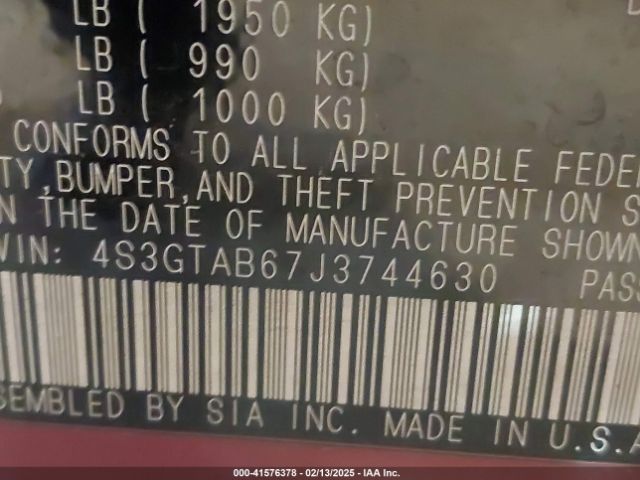 LB ( 1950 KG)
LB ( 990 KG)
LB ( 1000 KG)
CONFORMS TO ALL APPLICABLE FEDE
TY, BUMPER, AND THEFT PREVENTION S
N THE DATE OF MANUFACTURE SHOWN
VIN: 4S3GTAB67J3744630 PASS
SEMBLED BY SIA INC. MADE IN U.S.A
000-41576378 - 02/13/2025 - IAA Inc.